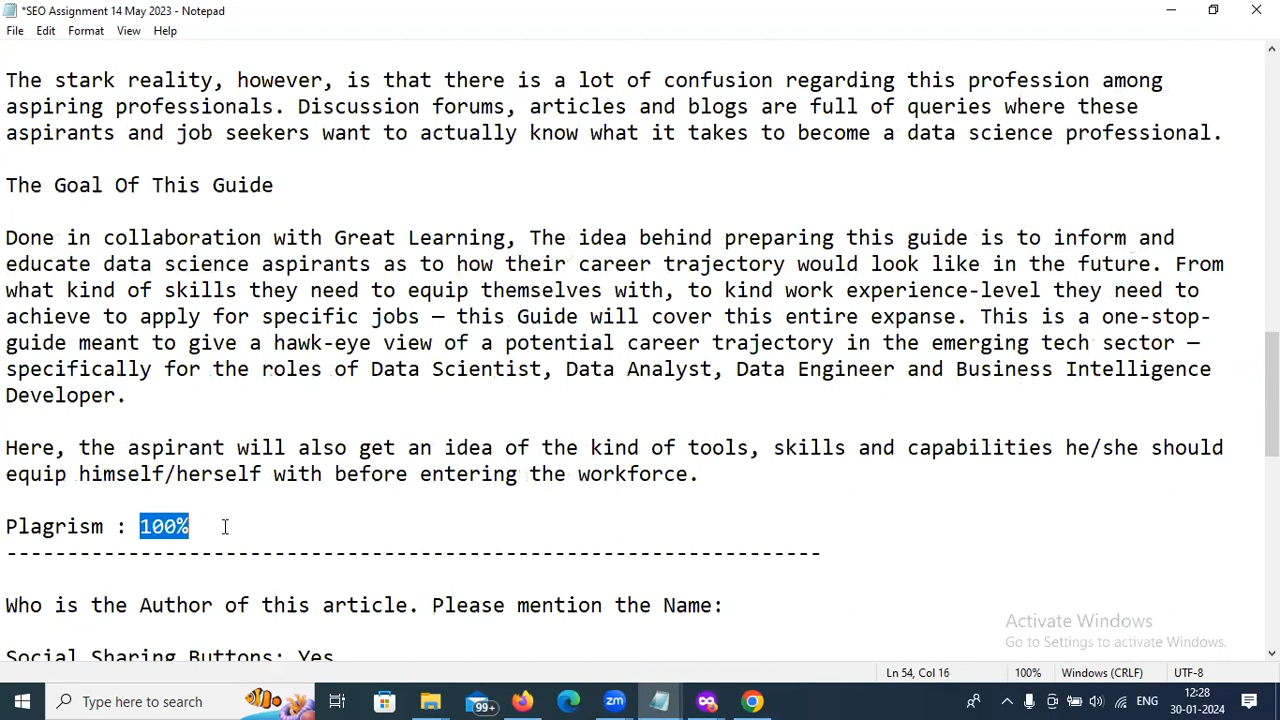 *SEO Assignment 14 May 2023 - Notepad
File Edit Format View Help
The stark reality, however, is that there is a lot of confusion regarding this profession among
aspiring professionals. Discussion forums, articles and blogs are full of queries where these
aspirants and job seekers want to actually know what it takes to become a data science professional.
The Goal Of This Guide
Done in collaboration with Great Learning, The idea behind preparing this guide is to inform and
educate data science aspirants as to how their career trajectory would look like in the future. From
what kind of skills they need to equip themselves with, to kind work experience-level they need to
achieve to apply for specific jobs — this Guide will cover this entire expanse. This is a one-stop-
guide meant to give a hawk-eye view of a potential career trajectory in the emerging tech sector —
specifically for the roles of Data Scientist, Data Analyst, Data Engineer and Business Intelligence
Developer.
Here, the aspirant will also get an idea of the kind of tools, skills and capabilities he/she should
equip himself/herself with before entering the workforce.
Plagrism : 100%
-------------------------------------------------------------------
Who is the Author of this article. Please mention the Name:
Social Sharing Buttons: Yes
Activate Windows
Go to Settings to activate Windows.
Ln 54, Col 16 100% Windows (CRLF) UTF-8
Type here to search 99+ zm ENG 12:28
30-01-2024